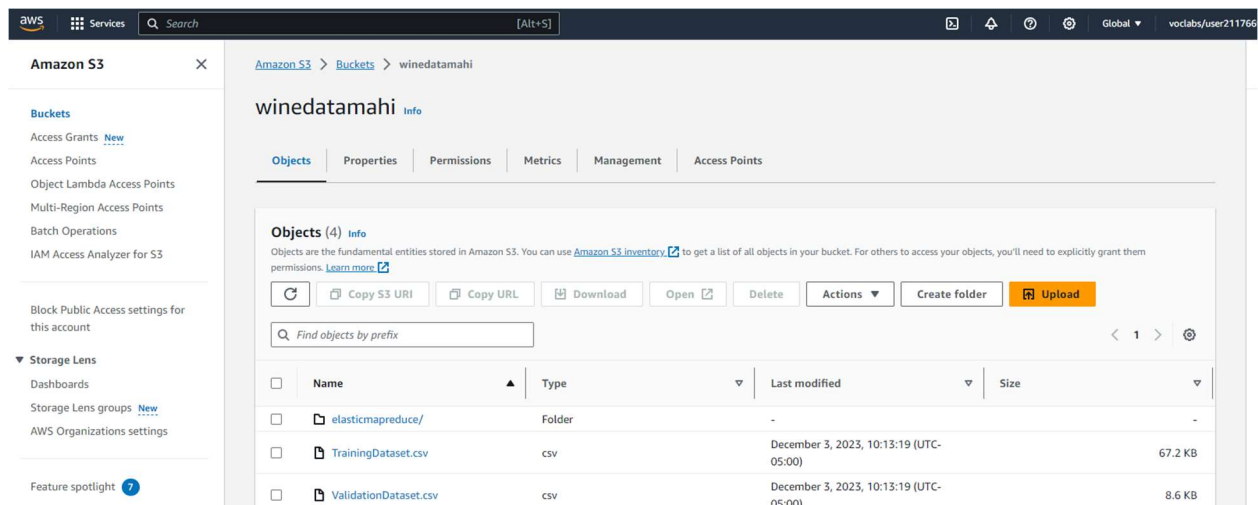 aws Services Search [Alt+S] Global ▼ voclabs/user211766
Amazon S3
Buckets
Access Grants New
Access Points
Object Lambda Access Points
Multi-Region Access Points
Batch Operations
IAM Access Analyzer for S3
Block Public Access settings for
this account
▼ Storage Lens
Dashboards
Storage Lens groups New
AWS Organizations settings
Feature spotlight 7
Amazon S3 > Buckets > winedatamahi
winedatamahi Info
Objects Properties Permissions Metrics Management Access Points
Objects (4) Info
Objects are the fundamental entities stored in Amazon S3. You can use Amazon S3 inventory to get a list of all objects in your bucket. For others to access your objects, you'll need to explicitly grant them
permissions. Learn more
Copy S3 URI Copy URL Download Open Delete Actions ▼ Create folder Upload
Find objects by prefix < 1 >
Name Type Last modified Size
elasticmapreduce/ Folder - -
TrainingDataset.csv csv December 3, 2023, 10:13:19 (UTC-
05:00) 67.2 KB
ValidationDataset.csv csv December 3, 2023, 10:13:19 (UTC-
05:00) 8.6 KB